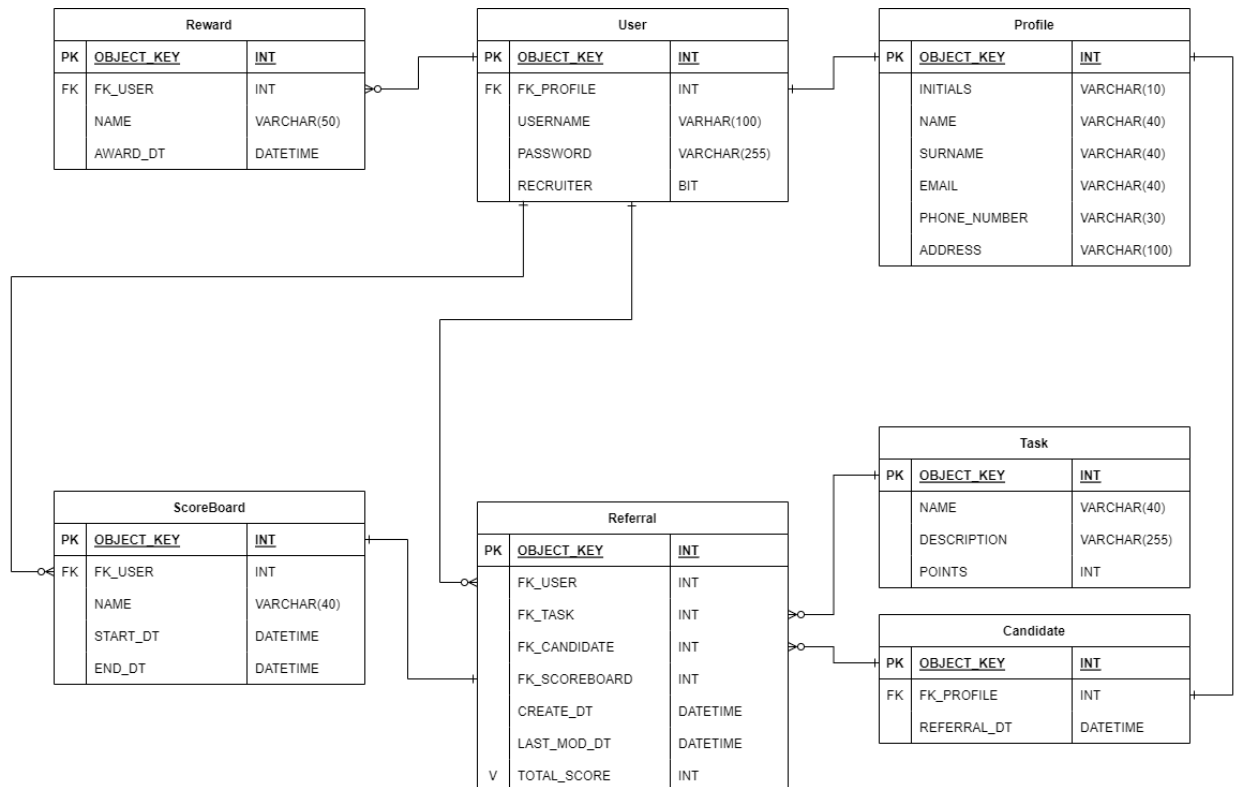 Reward
PK OBJECT_KEY INT
FK FK_USER INT
NAME VARCHAR(50)
AWARD_DT DATETIME
User
PK OBJECT_KEY INT
FK FK_PROFILE INT
USERNAME VARHAR(100)
PASSWORD VARCHAR(255)
RECRUITER BIT
Profile
PK OBJECT_KEY INT
INITIALS VARCHAR(10)
NAME VARCHAR(40)
SURNAME VARCHAR(40)
EMAIL VARCHAR(40)
PHONE_NUMBER VARCHAR(30)
ADDRESS VARCHAR(100)
ScoreBoard
PK OBJECT_KEY INT
FK FK_USER INT
NAME VARCHAR(40)
START_DT DATETIME
END_DT DATETIME
Referral
PK OBJECT_KEY INT
FK_USER INT
FK_TASK INT
FK_CANDIDATE INT
FK_SCOREBOARD INT
CREATE_DT DATETIME
LAST_MOD_DT DATETIME
V TOTAL_SCORE INT
Task
PK OBJECT_KEY INT
NAME VARCHAR(40)
DESCRIPTION VARCHAR(255)
POINTS INT
Candidate
PK OBJECT_KEY INT
FK FK_PROFILE INT
REFERRAL_DT DATETIME